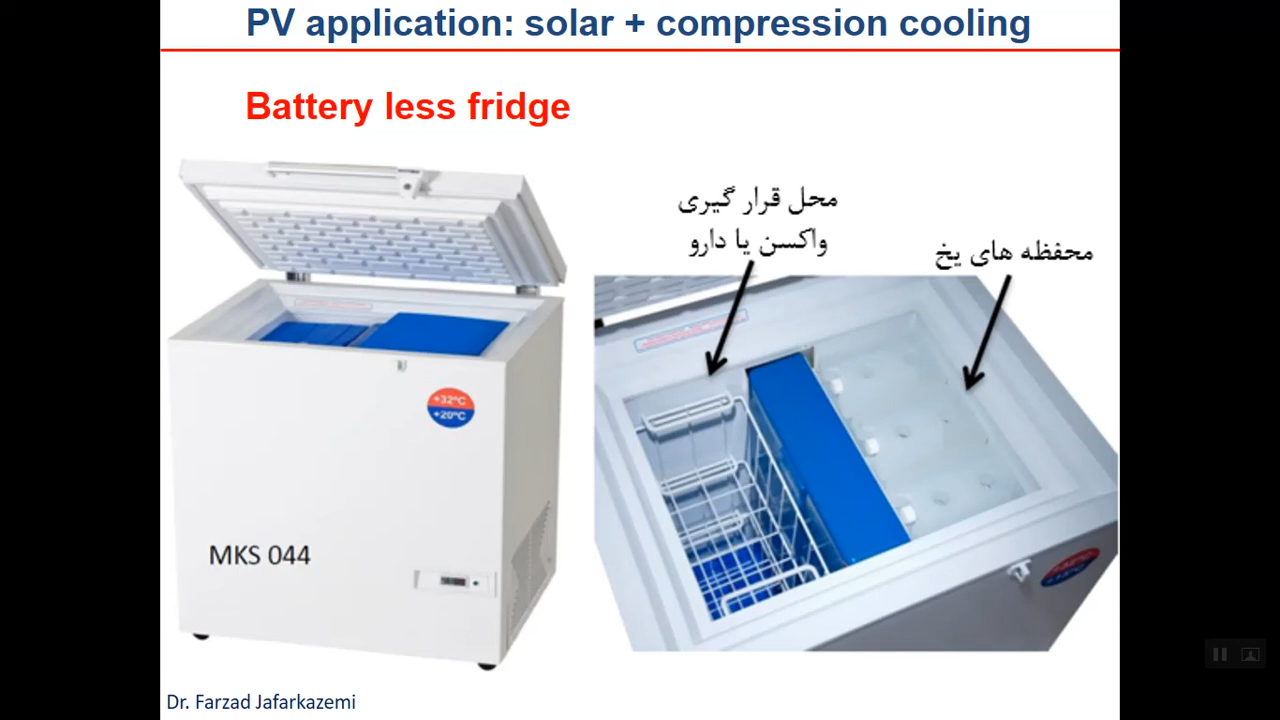 PV application: solar + compression cooling
Battery less fridge
محل قرار گیری
واکسن یا دارو
محفظه های یخ
+32°C
+20°C
MKS 044
Dr. Farzad Jafarkazemi